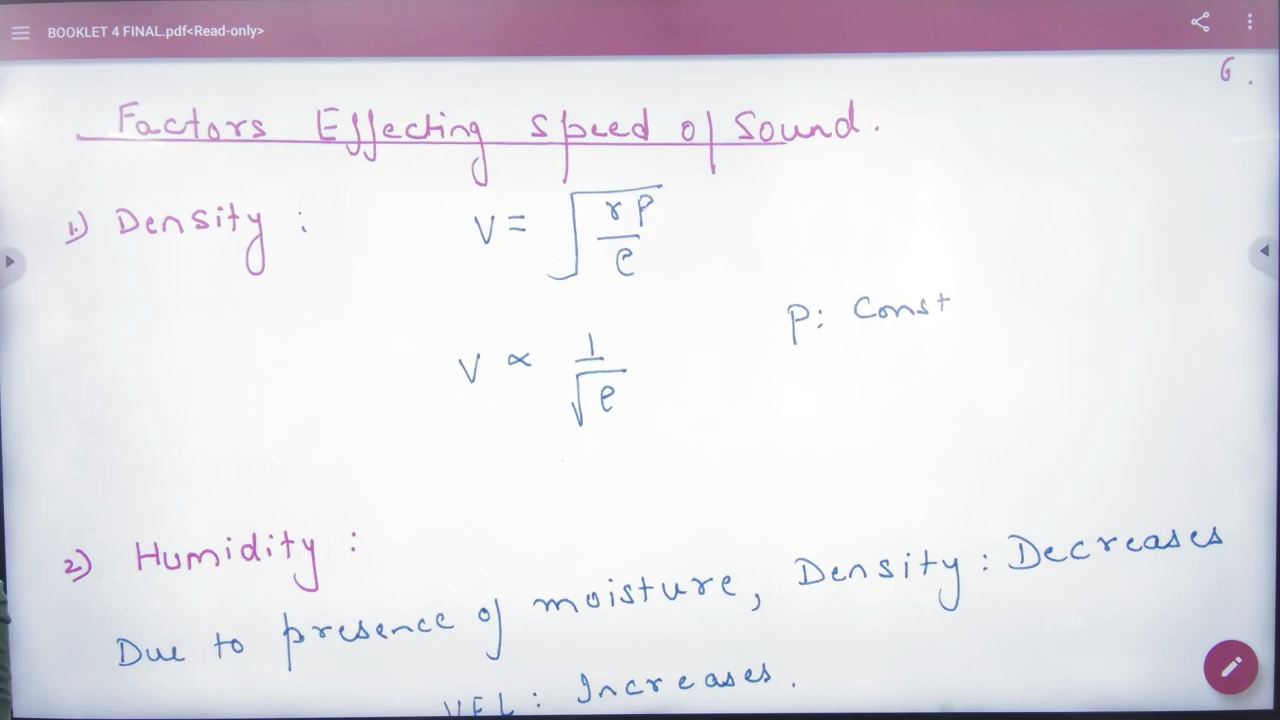 BOOKLET 4 FINAL.pdf<Read-only>
6.
Factors Effecting Speed of Sound.
1.) Density : V = √(γP/ρ)
P: Const
V ∝ 1/√ρ
2) Humidity :
Due to presence of moisture, Density : Decreases
VEL : Increases.